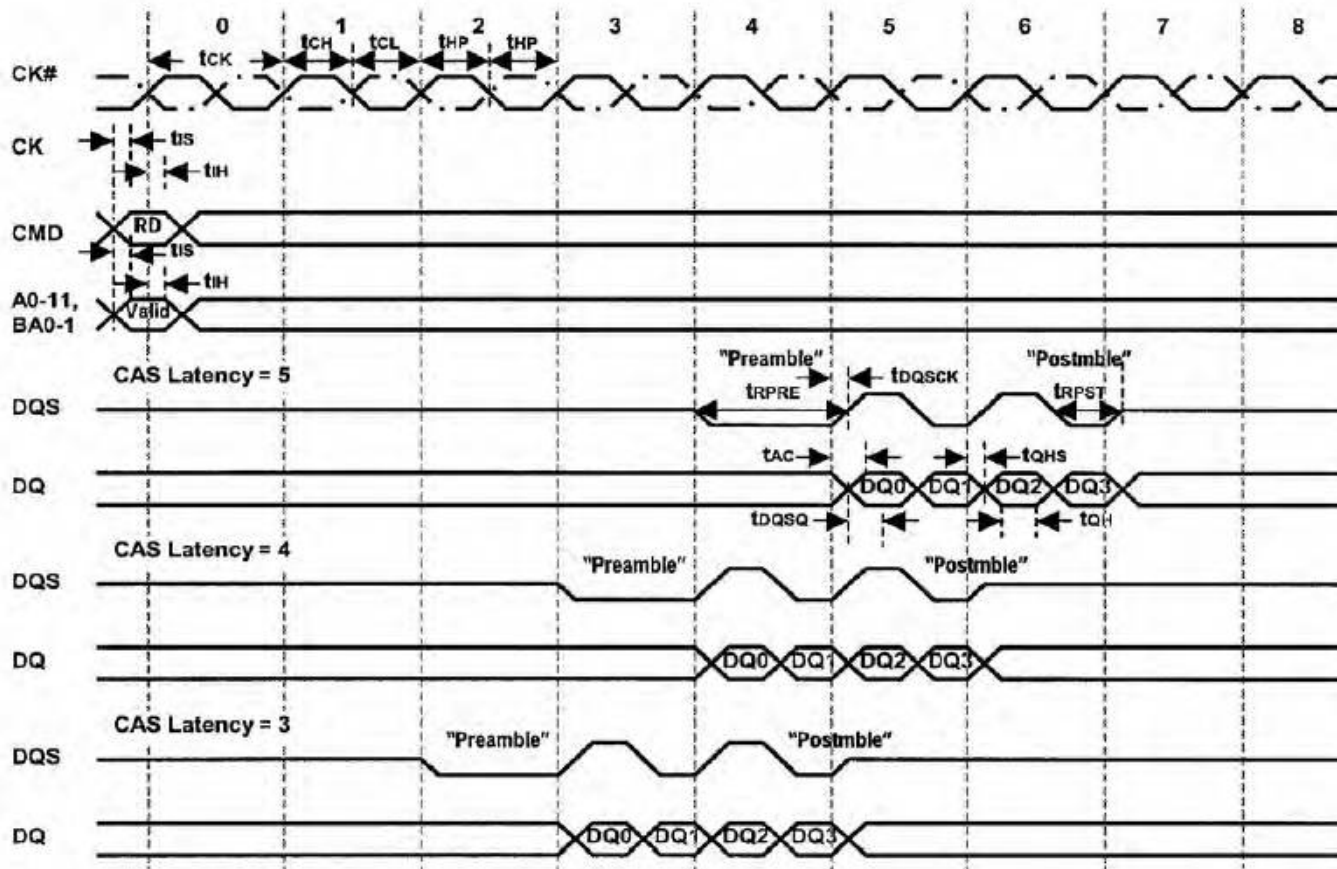 0 1 2 3 4 5 6 7 8
tCK tCH tCL tHP tHP
CK#
CK
tIS
tIH
CMD RD
tIS
tIH
A0-11,
BA0-1
Valid
"Preamble" "Postmble"
CAS Latency = 5
tDQSCK
DQS tRPRE tRPST
tAC tQHS
DQ DQ0 DQ1 DQ2 DQ3
tDQSQ tQH
CAS Latency = 4
"Preamble" "Postmble"
DQS
DQ DQ0 DQ1 DQ2 DQ3
CAS Latency = 3
"Preamble" "Postmble"
DQS
DQ DQ0 DQ1 DQ2 DQ3